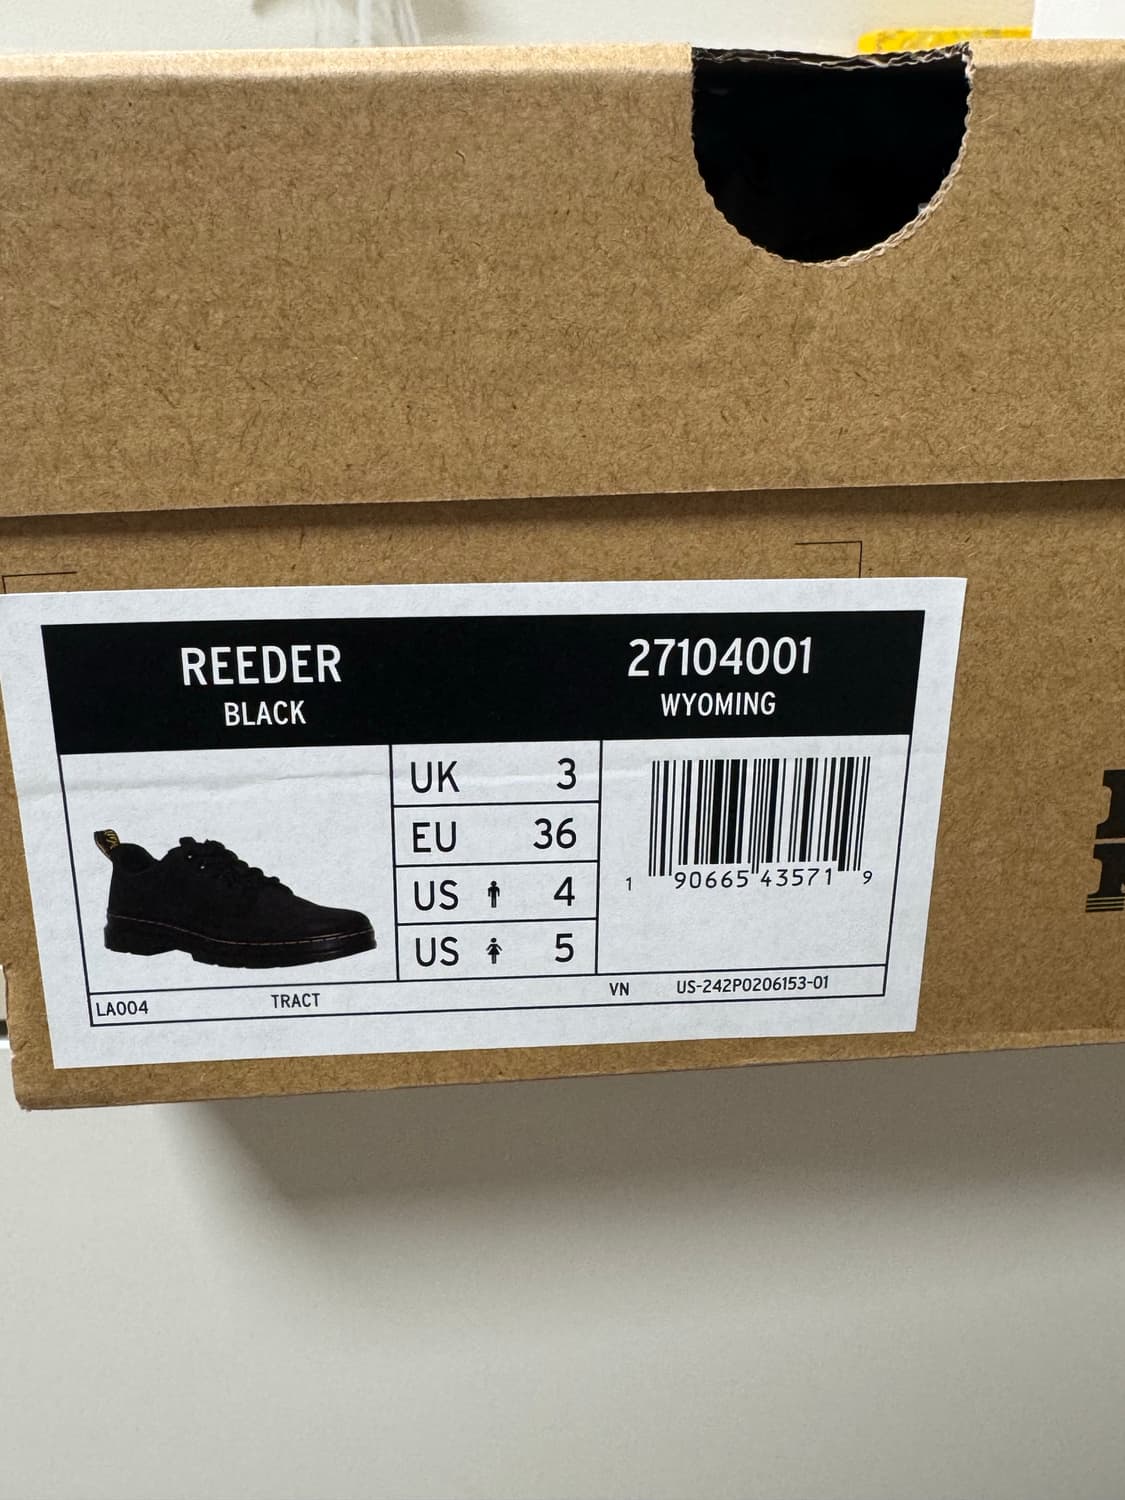 REEDER
BLACK
27104001
WYOMING
UK 3
EU 36
US 4
US 5
1 90665 43571 9
LA004
TRACT
VN
US-242P0206153-01